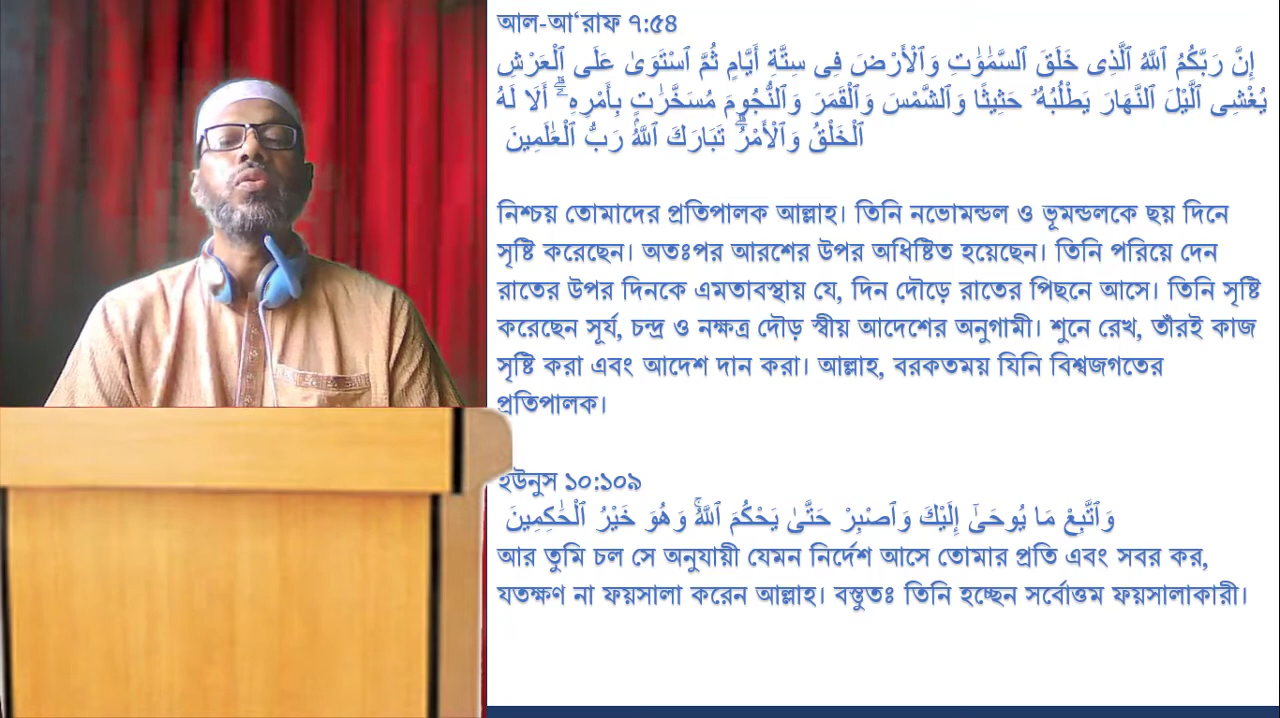 আল-আ‘রাফ ৭:৫৪
إِنَّ رَبَّكُمُ ٱللَّهُ ٱلَّذِى خَلَقَ ٱلسَّمَٰوَٰتِ وَٱلْأَرْضَ فِى سِتَّةِ أَيَّامٍ ثُمَّ ٱسْتَوَىٰ عَلَى ٱلْعَرْشِ
يُغْشِى ٱلَّيْلَ ٱلنَّهَارَ يَطْلُبُهُۥ حَثِيثًا وَٱلشَّمْسَ وَٱلْقَمَرَ وَٱلنُّجُومَ مُسَخَّرَٰتٍۭ بِأَمْرِهِۦٓ ۗ أَلَا لَهُ
ٱلْخَلْقُ وَٱلْأَمْرُ ۗ تَبَارَكَ ٱللَّهُ رَبُّ ٱلْعَٰلَمِينَ
নিশ্চয় তোমাদের প্রতিপালক আল্লাহ। তিনি নভোমন্ডল ও ভূমন্ডলকে ছয় দিনে
সৃষ্টি করেছেন। অতঃপর আরশের উপর অধিষ্টিত হয়েছেন। তিনি পরিয়ে দেন
রাতের উপর দিনকে এমতাবস্থায় যে, দিন দৌড়ে রাতের পিছনে আসে। তিনি সৃষ্টি
করেছেন সূর্য, চন্দ্র ও নক্ষত্র দৌড় স্বীয় আদেশের অনুগামী। শুনে রেখ, তাঁরই কাজ
সৃষ্টি করা এবং আদেশ দান করা। আল্লাহ, বরকতময় যিনি বিশ্বজগতের
প্রতিপালক।
ইউনুস ১০:১০৯
وَٱتَّبِعْ مَا يُوحَىٰٓ إِلَيْكَ وَٱصْبِرْ حَتَّىٰ يَحْكُمَ ٱللَّهُ ۚ وَهُوَ خَيْرُ ٱلْحَٰكِمِينَ
আর তুমি চল সে অনুযায়ী যেমন নির্দেশ আসে তোমার প্রতি এবং সবর কর,
যতক্ষণ না ফয়সালা করেন আল্লাহ। বস্তুতঃ তিনি হচ্ছেন সর্বোত্তম ফয়সালাকারী।